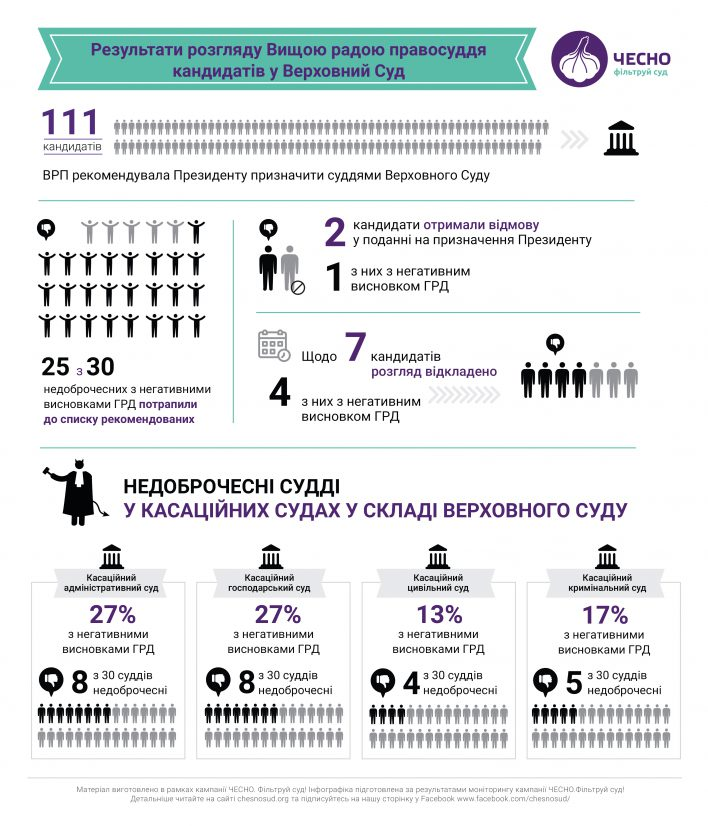 Результати розгляду Вищою радою правосуддя
кандидатів у Верховний Суд
ЧЕСНО
фільтруй суд
111
кандидатів
ВРП рекомендувала Президенту призначити суддями Верховного Суду
25 з 30
недоброчесних з негативними
висновками ГРД потрапили
до списку рекомендованих
2 кандидати отримали відмову
у поданні на призначення Президенту
1 з них з негативним
висновком ГРД
Щодо 7 кандидатів
розгляд відкладено
4 з них з негативним
висновком ГРД
НЕДОБРОЧЕСНІ СУДДІ
У КАСАЦІЙНИХ СУДАХ У СКЛАДІ ВЕРХОВНОГО СУДУ
Касаційний
адміністративний суд
27%
з негативними
висновками ГРД
8 з 30 суддів
недоброчесні
Касаційний
господарський суд
27%
з негативними
висновками ГРД
8 з 30 суддів
недоброчесні
Касаційний
цивільний суд
13%
з негативними
висновками ГРД
4 з 30 суддів
недоброчесні
Касаційний
кримінальний суд
17%
з негативними
висновками ГРД
5 з 30 суддів
недоброчесні
Матеріал виготовлено в рамках кампанії ЧЕСНО. Фільтруй суд! Інфографіка підготовлена за результатами моніторингу кампанії ЧЕСНО.Фільтруй суд!
Детальніше читайте на сайті chesnosud.org та підписуйтесь на нашу сторінку у Facebook www.facebook.com/chesnosud/